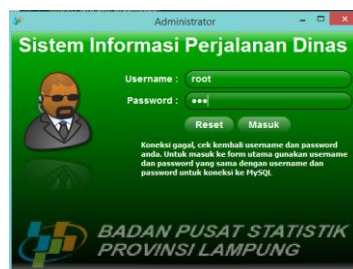 Administrator
Sistem Informasi Perjalanan Dinas
Username : root
Password : •••
Reset Masuk
Koneksi gagal, cek kembali username dan password
anda. Untuk masuk ke form utama gunakan username
dan password yang sama dengan username dan
password untuk koneksi ke MySQL
BADAN PUSAT STATISTIK
PROVINSI LAMPUNG